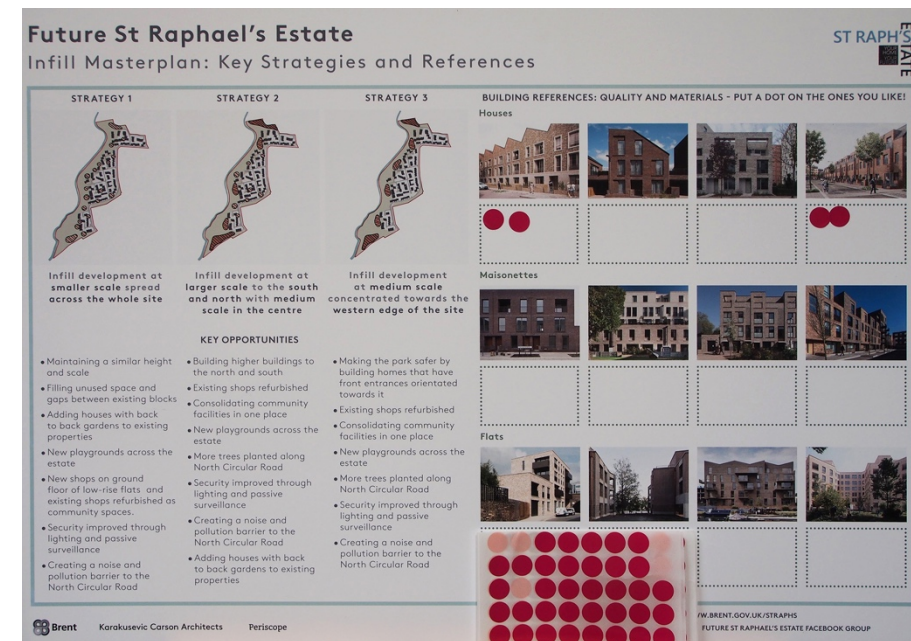 Future St Raphael's Estate
Infill Masterplan: Key Strategies and References
ST RAPH'S
ESTATE
STRATEGY 1
STRATEGY 2
STRATEGY 3
Infill development at
smaller scale spread
across the whole site
Infill development at
larger scale to the south
and north with medium
scale in the centre
Infill development
at medium scale
concentrated towards the
western edge of the site
KEY OPPORTUNITIES
• Maintaining a similar height
and scale
• Filling unused space and
gaps between existing blocks
• Adding houses with back
to back gardens to existing
properties
• New playgrounds across the
estate
• New shops on ground
floor of low-rise flats and
existing shops refurbished as
community spaces.
• Security improved through
lighting and passive
surveillance
• Creating a noise and
pollution barrier to the
North Circular Road
• Building higher buildings to
the north and south
• Existing shops refurbished
• Consolidating community
facilities in one place
• New playgrounds across the
estate
• More trees planted along
North Circular Road
• Security improved through
lighting and passive
surveillance
• Creating a noise and
pollution barrier to the
North Circular Road
• Adding houses with back
to back gardens to existing
properties
• Making the park safer by
building homes that have
front entrances orientated
towards it
• Existing shops refurbished
• Consolidating community
facilities in one place
• New playgrounds across the
estate
• More trees planted along
North Circular Road
• Security improved through
lighting and passive
surveillance
• Creating a noise and
pollution barrier to the
North Circular Road
BUILDING REFERENCES: QUALITY AND MATERIALS - PUT A DOT ON THE ONES YOU LIKE!
Houses
Maisonettes
Flats
Brent
Karakusevic Carson Architects
Periscope
W.BRENT.GOV.UK/STRAPHS
FUTURE ST RAPHAEL'S ESTATE FACEBOOK GROUP